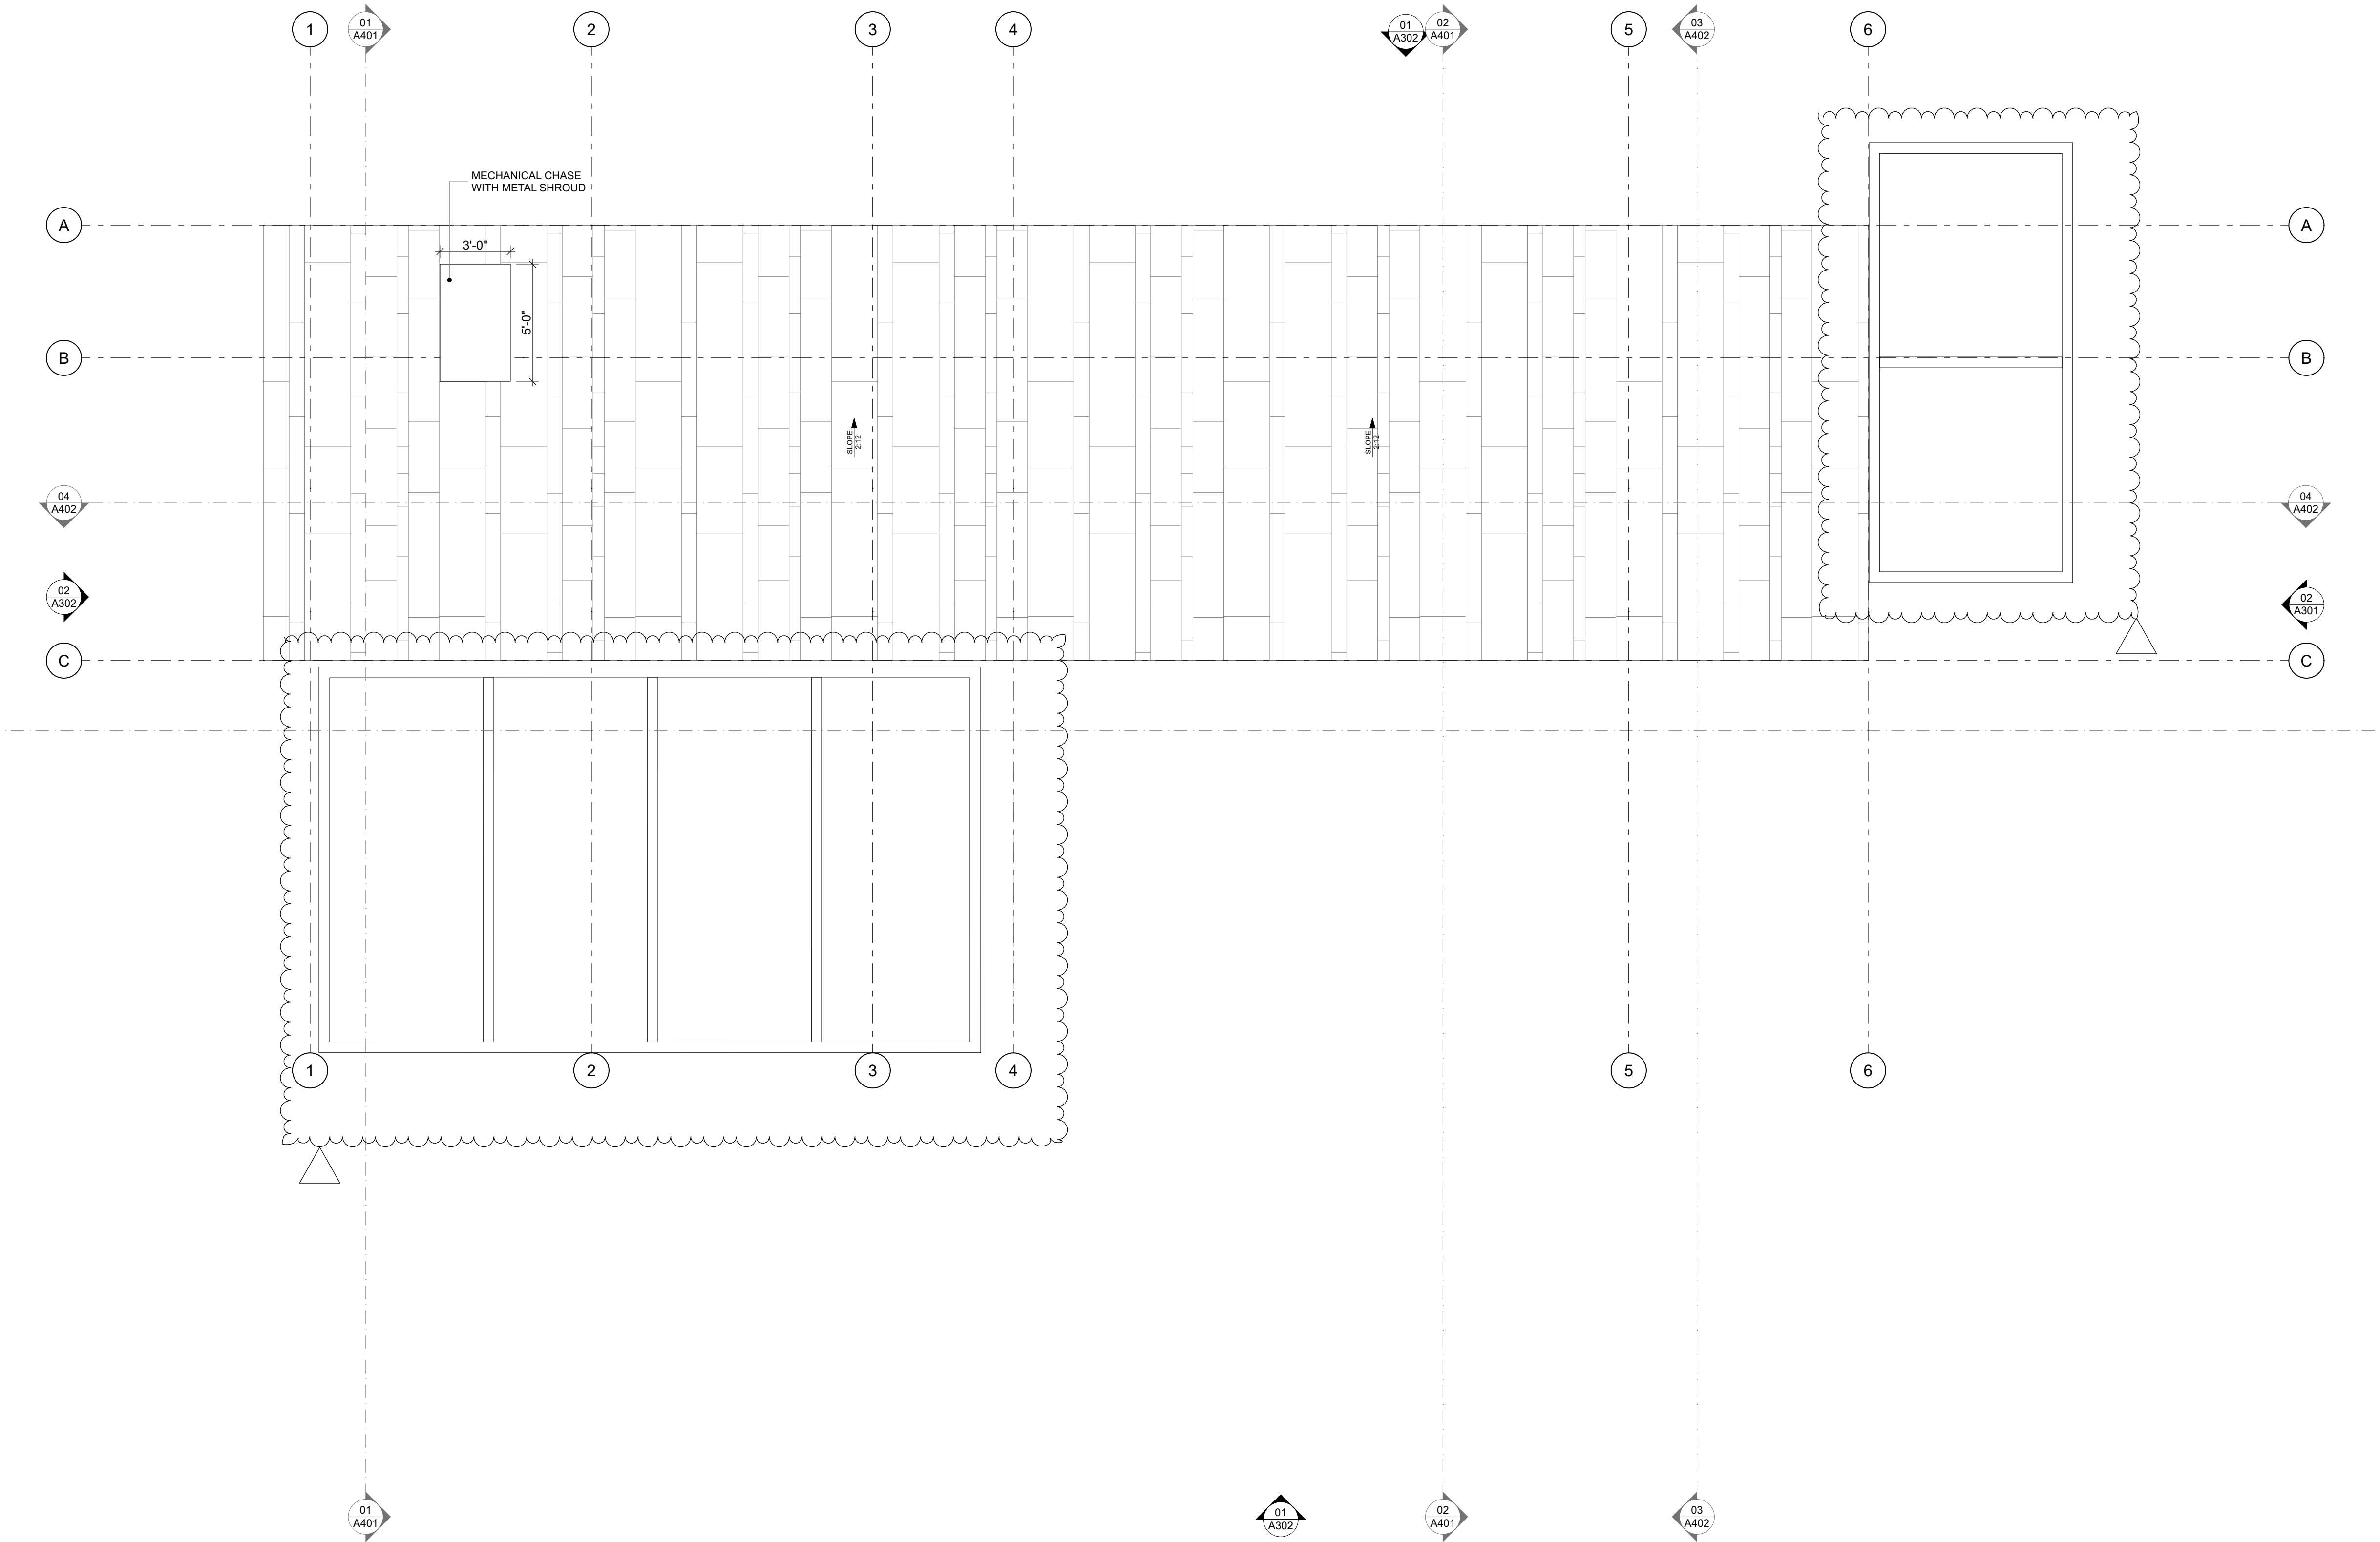 1
01
A401
2
3
4
01
A302
02
A401
5
03
A402
6
MECHANICAL CHASE
WITH METAL SHROUD
A
A
3'-0"
5'-0"
B
B
SLOPE
2:12
SLOPE
2:12
04
A402
04
A402
02
A302
02
A301
C
C
1
2
3
4
5
6
01
A401
01
A302
02
A401
03
A402